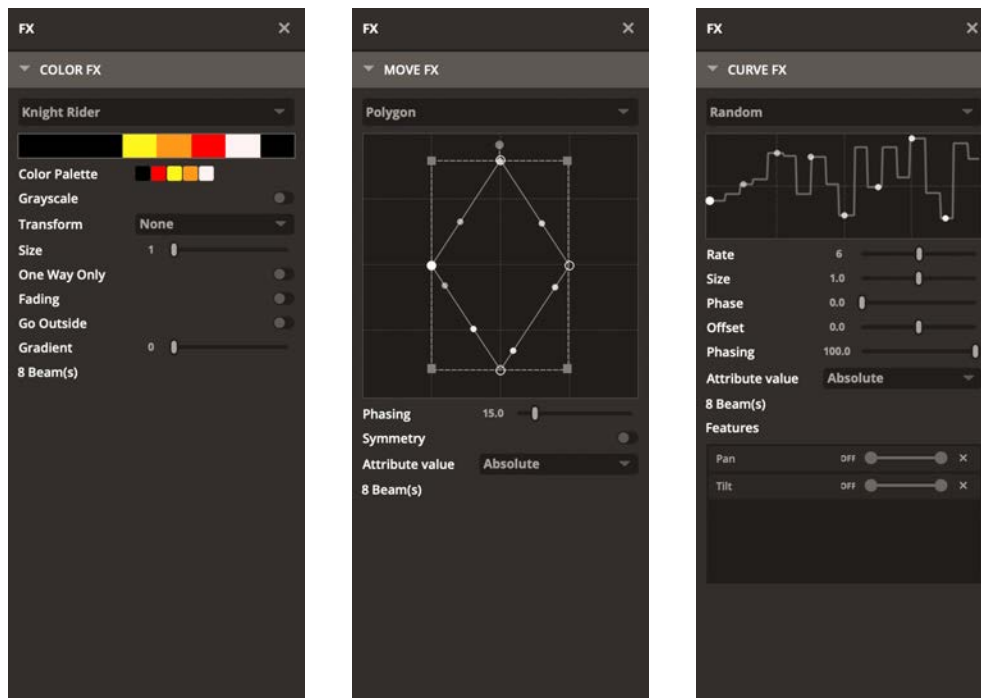 FX
COLOR FX
Knight Rider
Color Palette
Grayscale
Transform None
Size 1
One Way Only
Fading
Go Outside
Gradient 0
8 Beam(s)
FX
MOVE FX
Polygon
Phasing 15.0
Symmetry
Attribute value Absolute
8 Beam(s)
FX
CURVE FX
Random
Rate 6
Size 1.0
Phase 0.0
Offset 0.0
Phasing 100.0
Attribute value Absolute
8 Beam(s)
Features
Pan OFF
Tilt OFF